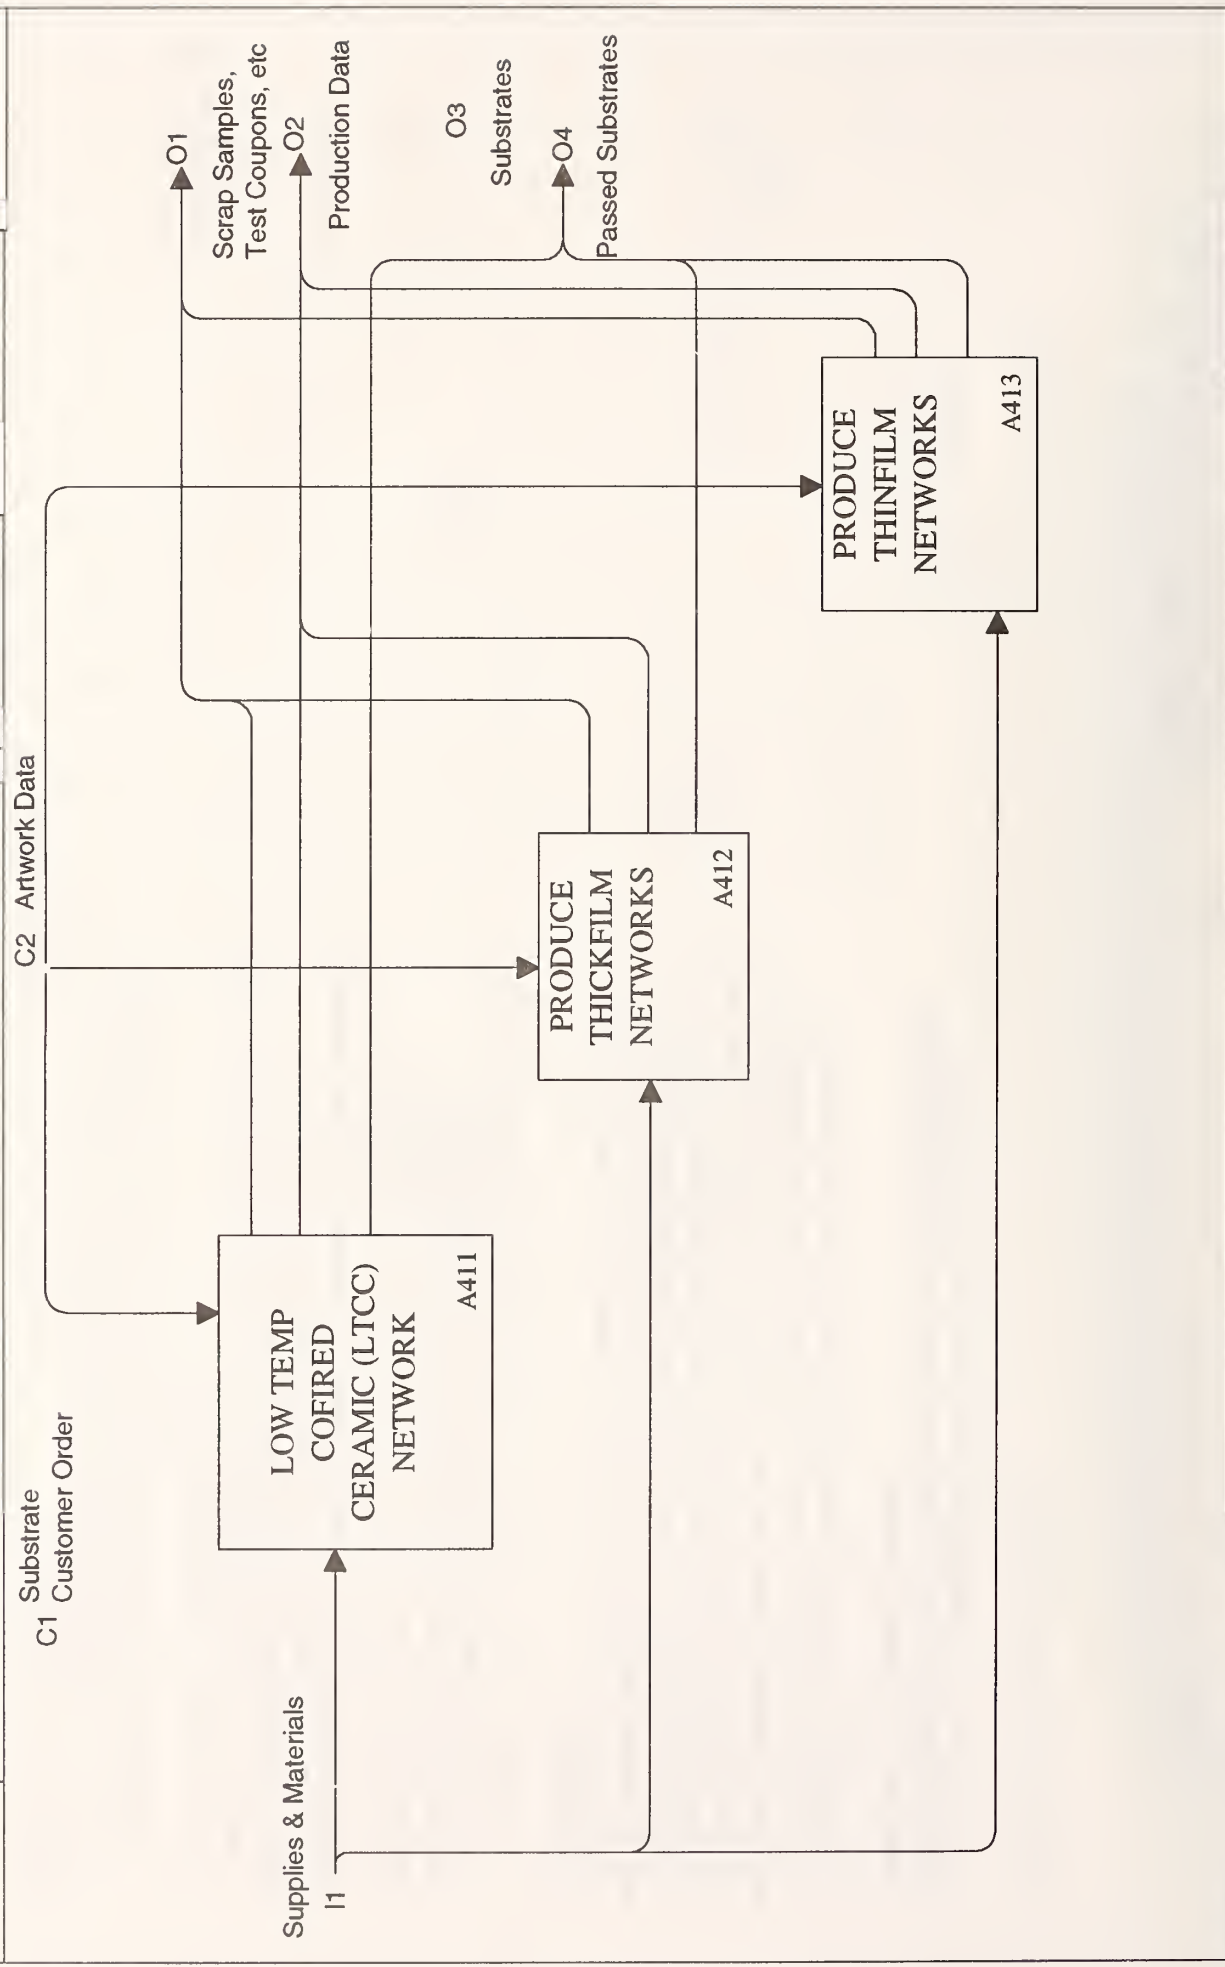 C1
Substrate
Customer Order
C2 Artwork Data
Supplies & Materials
I1
LOW TEMP
COFIRED
CERAMIC (LTCC)
NETWORK
A411
PRODUCE
THICKFILM
NETWORKS
A412
PRODUCE
THINFILM
NETWORKS
A413
O1
Scrap Samples,
Test Coupons, etc
O2
Production Data
O3
Substrates
O4
Passed Substrates